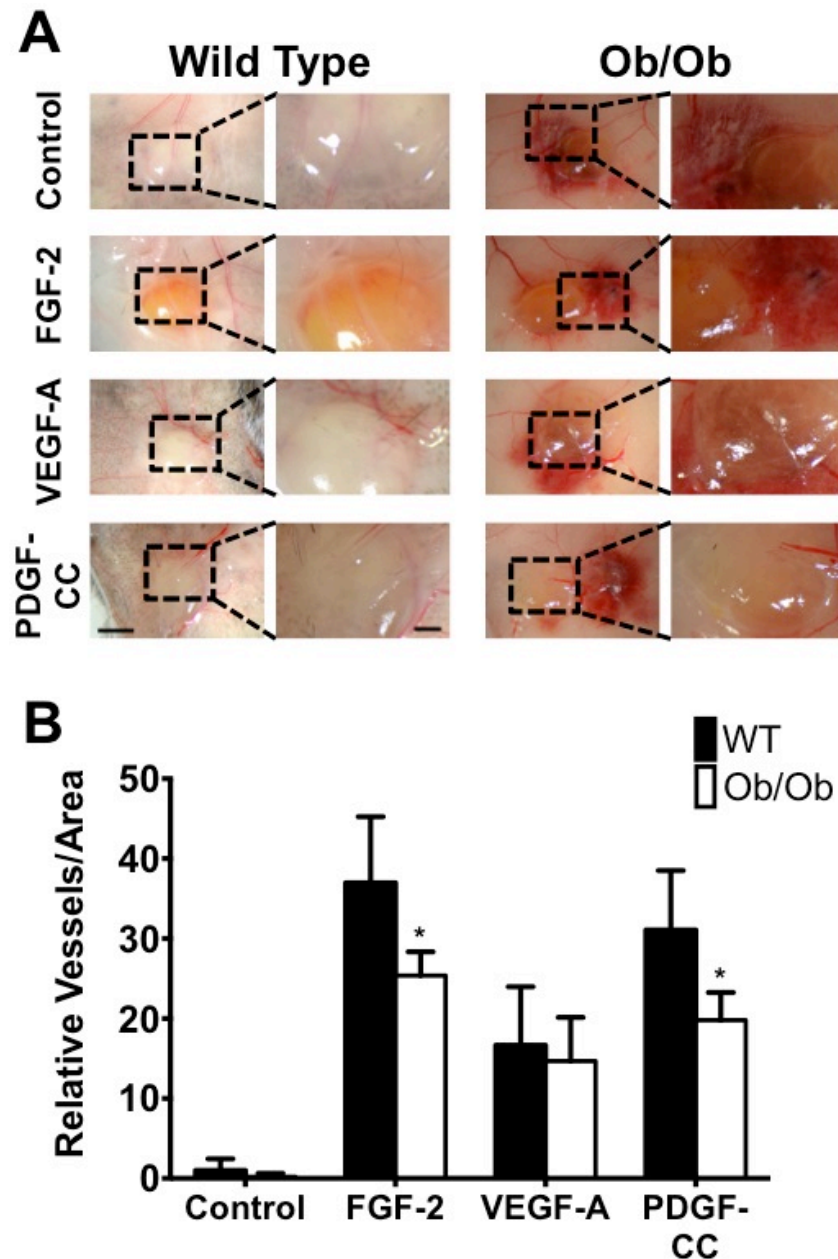 A
Wild Type
Ob/Ob
Control
FGF-2
VEGF-A
PDGF-
CC
B
WT
Ob/Ob
Relative Vessels/Area
50
40
30
20
10
0
*
*
Control
FGF-2
VEGF-A
PDGF-
CC